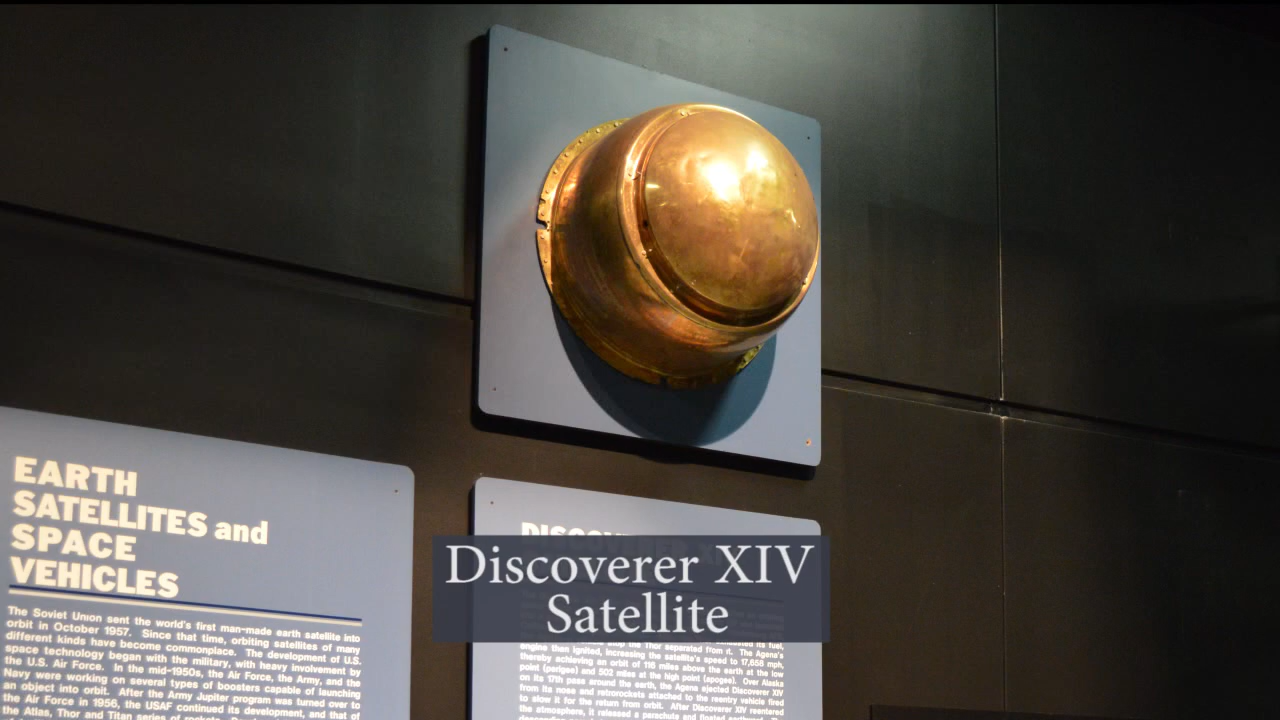 EARTH
SATELLITES and
SPACE
VEHICLES
The Soviet Union sent the world's first man-made earth satellite into
orbit in October 1957. Since that time, orbiting satellites of many
different kinds have become commonplace. The development of U.S.
space technology began with the military, with heavy involvement by
the U.S. Air Force. In the mid-1950s, the Air Force, the Army, and the
Navy were working on several types of boosters capable of launching
an object into orbit. After the Army Jupiter program was turned over to
the Air Force in 1956, the USAF continued its development, and that of
the Atlas, Thor and Titan series of rockets.
Discoverer XIV
Satellite
the Thor separated from it. The Agena's
engine then ignited, increasing the satellite's speed to 17,658 mph,
thereby achieving an orbit of 116 miles above the earth at the low
point (perigee) and 502 miles at the high point (apogee). Over Alaska
on its 17th pass around the earth, the Agena ejected Discoverer XIV
from its nose and retrorockets attached to the reentry vehicle fired
to slow it for the return from orbit. After Discoverer XIV reentered
the atmosphere, it released a parachute and floated earthward.